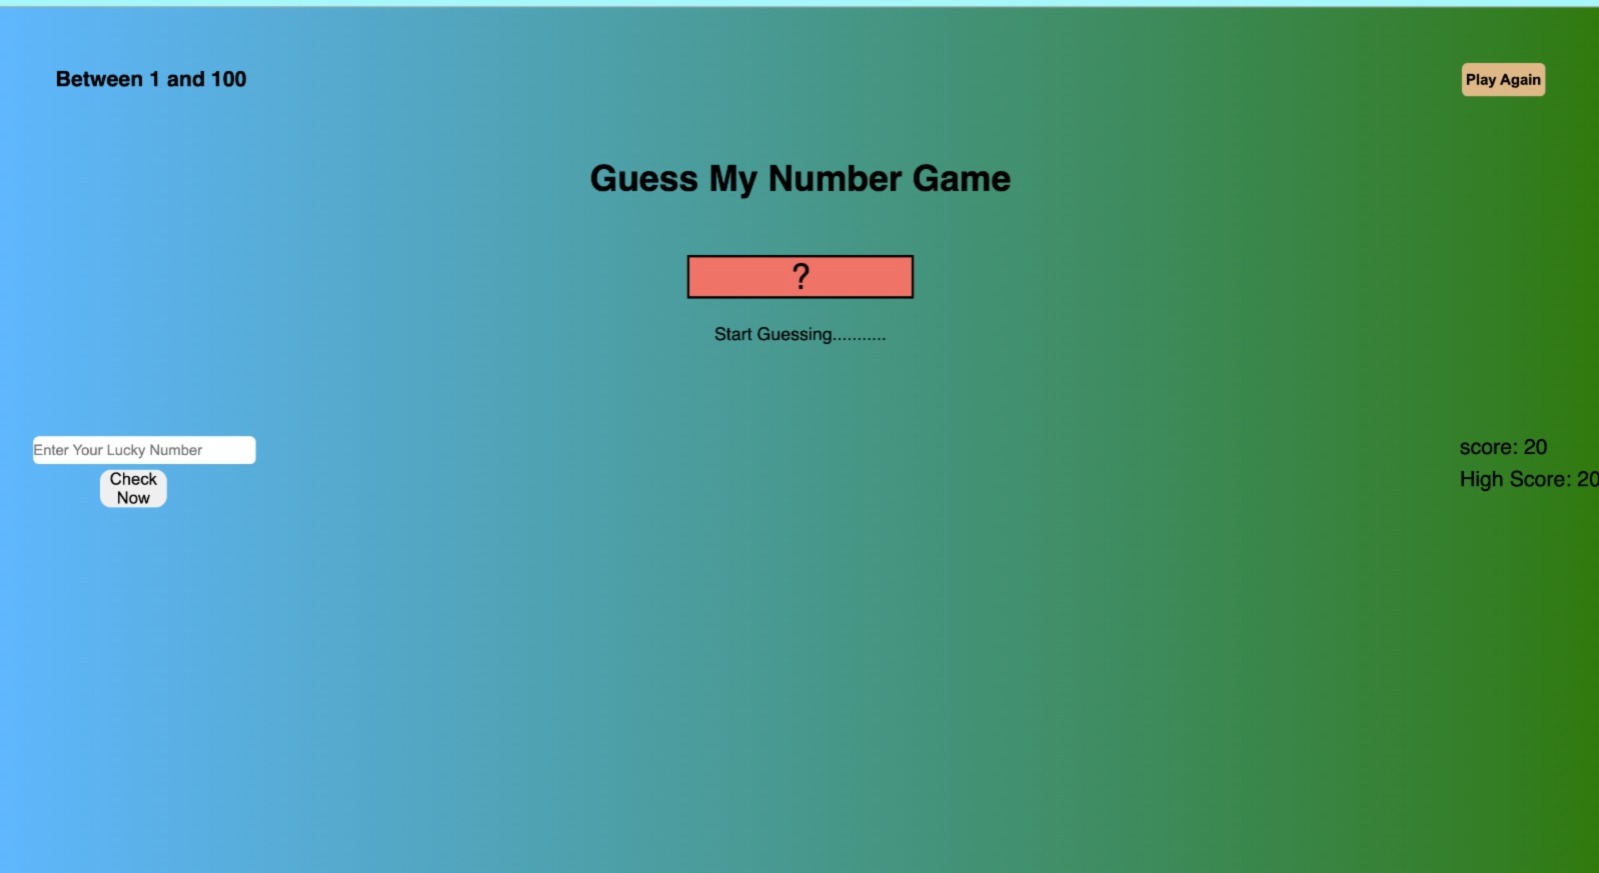 Between 1 and 100
Play Again
Guess My Number Game
?
Start Guessing...........
Enter Your Lucky Number
Check
Now
score: 20
High Score: 20